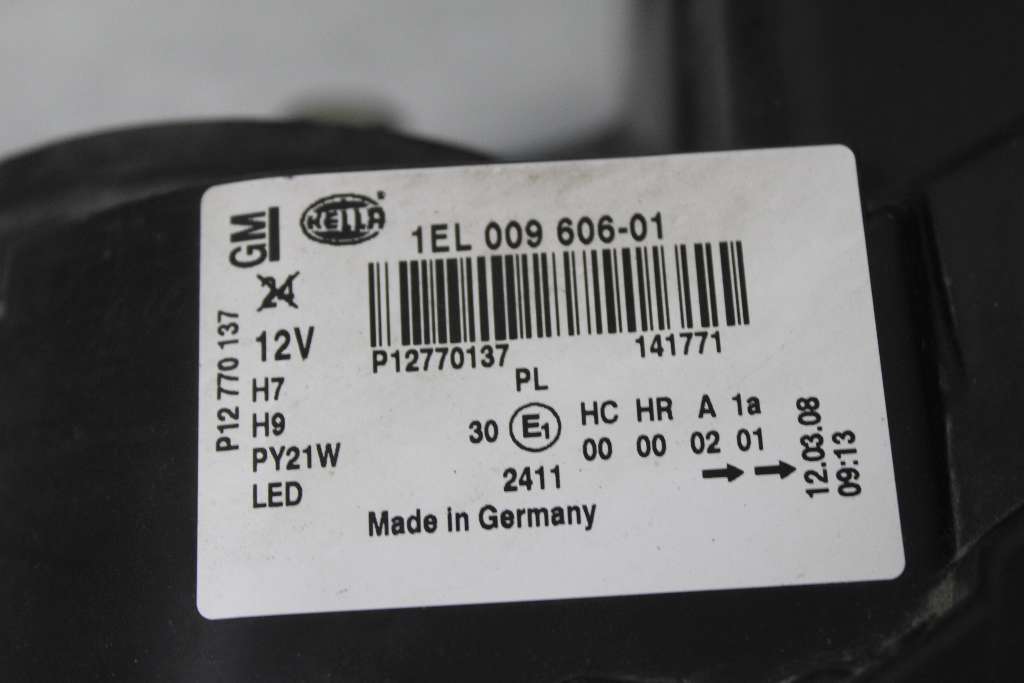 GM
HELLA
1EL 009 606-01
24
12V
P12 770 137
P12770137 141771
H7
H9
PY21W
LED
PL
30 E1
2411
HC HR A 1a
00 00 02 01
12.03.08
09:13
Made in Germany